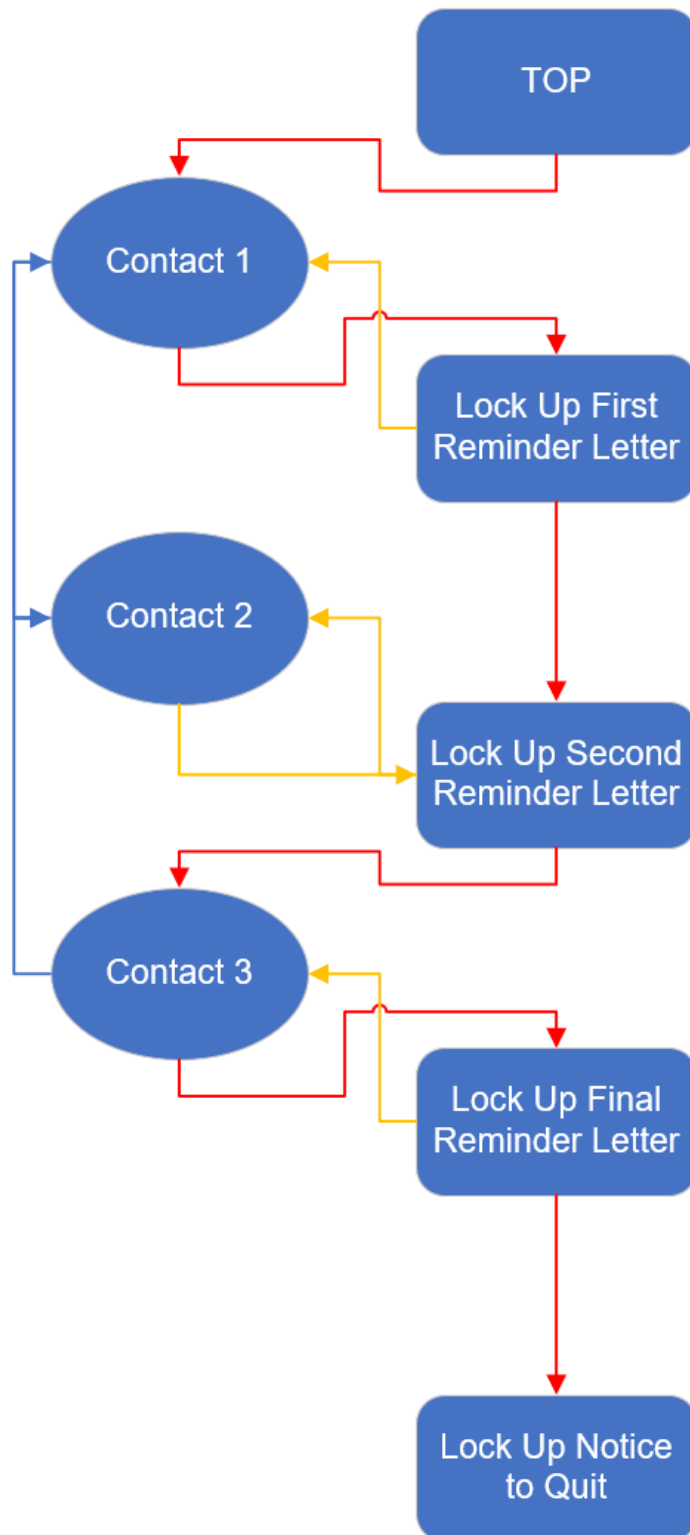 TOP
Contact 1
Lock Up First
Reminder Letter
Contact 2
Lock Up Second
Reminder Letter
Contact 3
Lock Up Final
Reminder Letter
Lock Up Notice
to Quit